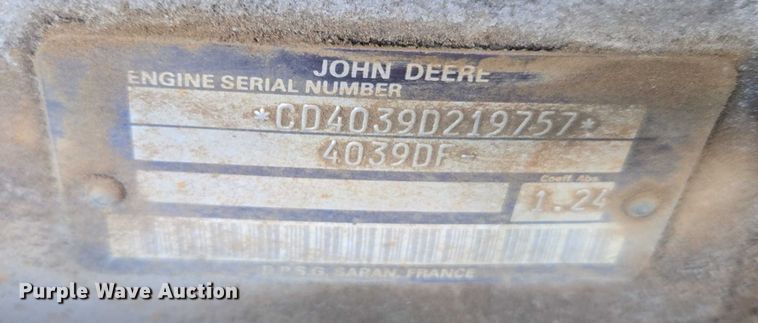 JOHN DEERE
ENGINE SERIAL NUMBER
*CD4039D219757*
4039DF-
Coeff. Abs.
1.24
SARAN, FRANCE
Purple Wave Auction